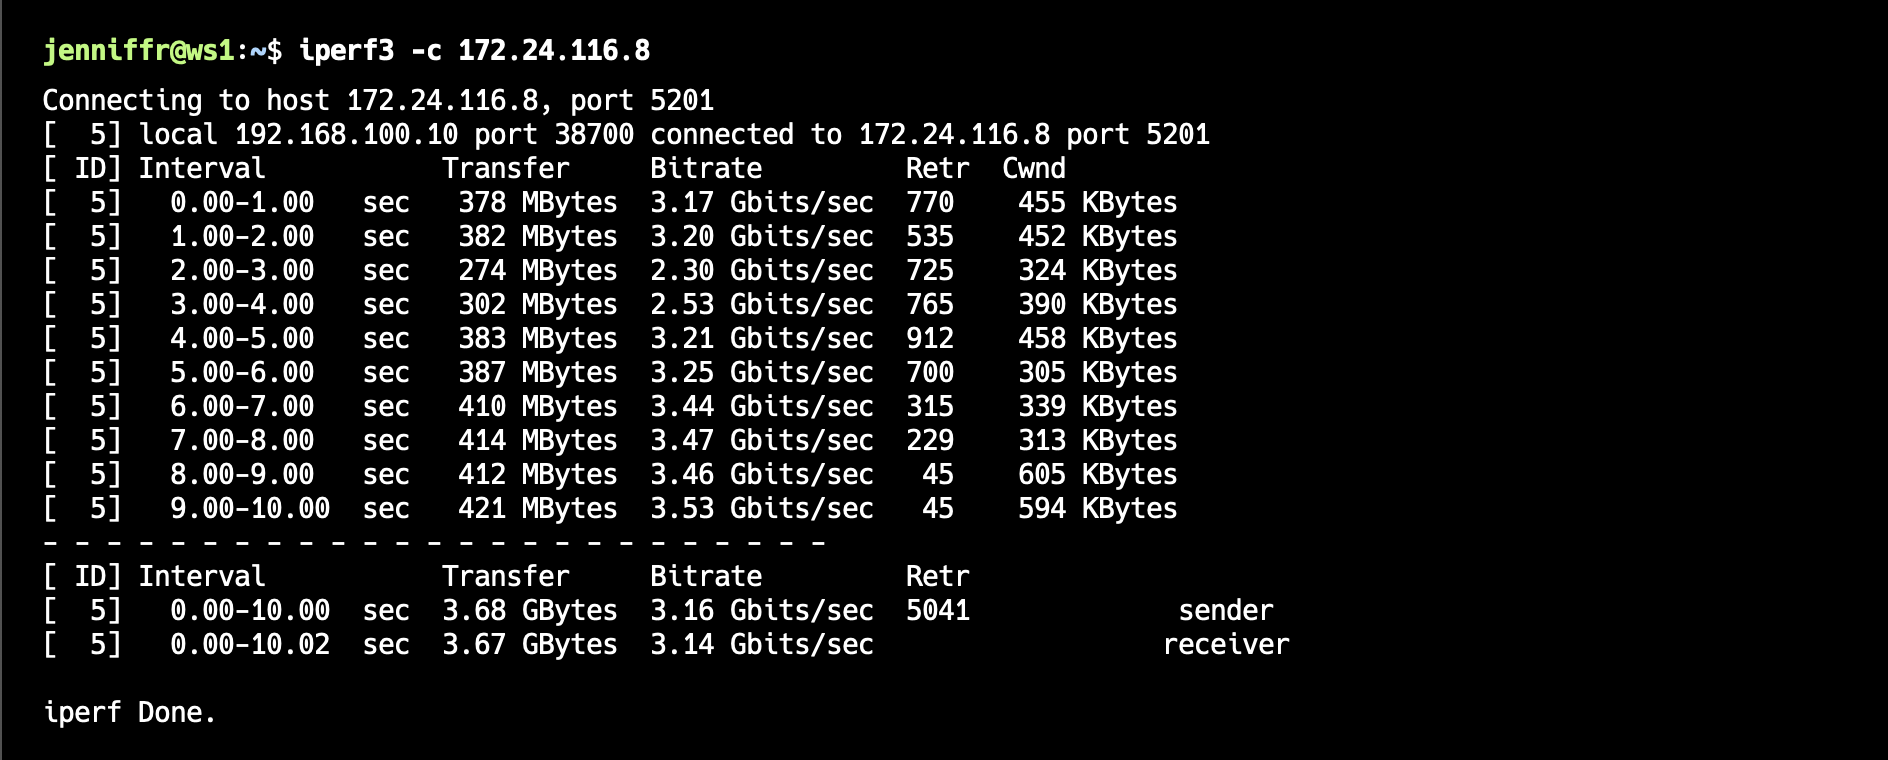 jenniffr@ws1:~$ iperf3 -c 172.24.116.8
Connecting to host 172.24.116.8, port 5201
[  5] local 192.168.100.10 port 38700 connected to 172.24.116.8 port 5201
[ ID] Interval           Transfer     Bitrate         Retr  Cwnd
[  5]   0.00-1.00   sec   378 MBytes  3.17 Gbits/sec  770    455 KBytes
[  5]   1.00-2.00   sec   382 MBytes  3.20 Gbits/sec  535    452 KBytes
[  5]   2.00-3.00   sec   274 MBytes  2.30 Gbits/sec  725    324 KBytes
[  5]   3.00-4.00   sec   302 MBytes  2.53 Gbits/sec  765    390 KBytes
[  5]   4.00-5.00   sec   383 MBytes  3.21 Gbits/sec  912    458 KBytes
[  5]   5.00-6.00   sec   387 MBytes  3.25 Gbits/sec  700    305 KBytes
[  5]   6.00-7.00   sec   410 MBytes  3.44 Gbits/sec  315    339 KBytes
[  5]   7.00-8.00   sec   414 MBytes  3.47 Gbits/sec  229    313 KBytes
[  5]   8.00-9.00   sec   412 MBytes  3.46 Gbits/sec   45    605 KBytes
[  5]   9.00-10.00  sec   421 MBytes  3.53 Gbits/sec   45    594 KBytes
- - - - - - - - - - - - - - - - - - - - - - - - -
[ ID] Interval           Transfer     Bitrate         Retr
[  5]   0.00-10.00  sec  3.68 GBytes  3.16 Gbits/sec  5041             sender
[  5]   0.00-10.02  sec  3.67 GBytes  3.14 Gbits/sec                  receiver
iperf Done.